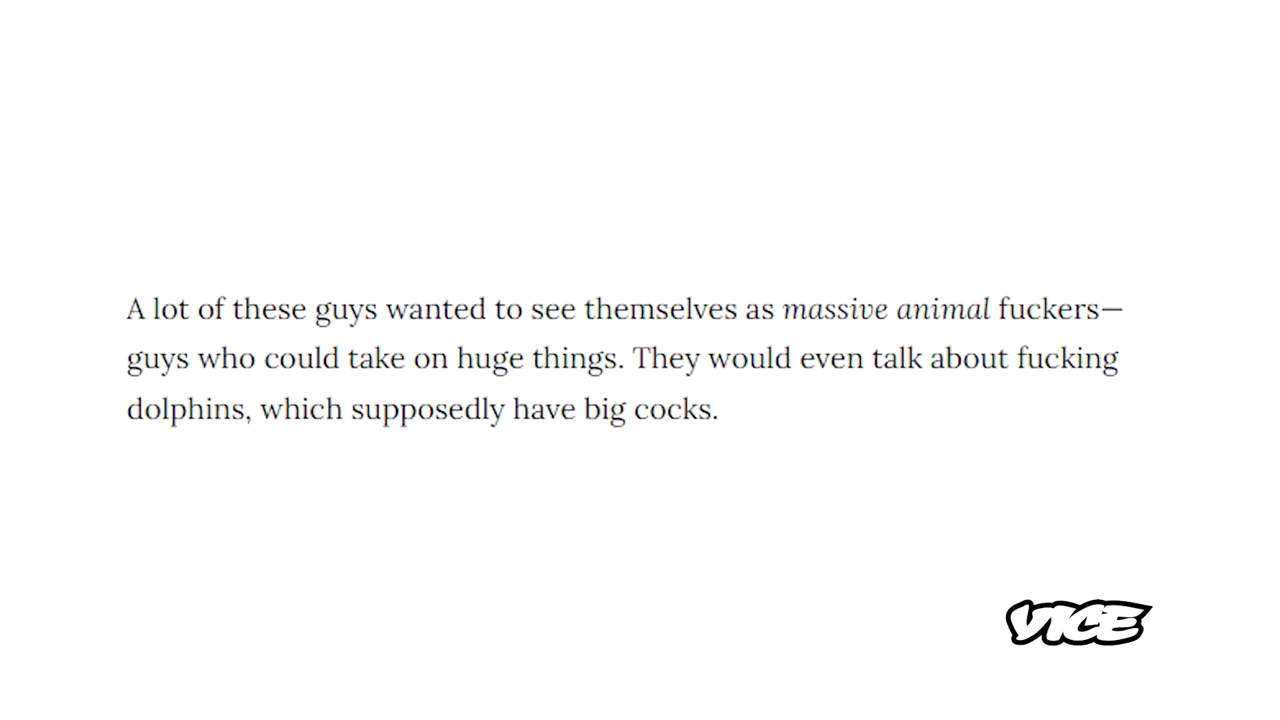 A lot of these guys wanted to see themselves as massive animal fuckers—
guys who could take on huge things. They would even talk about fucking
dolphins, which supposedly have big cocks.
VICE